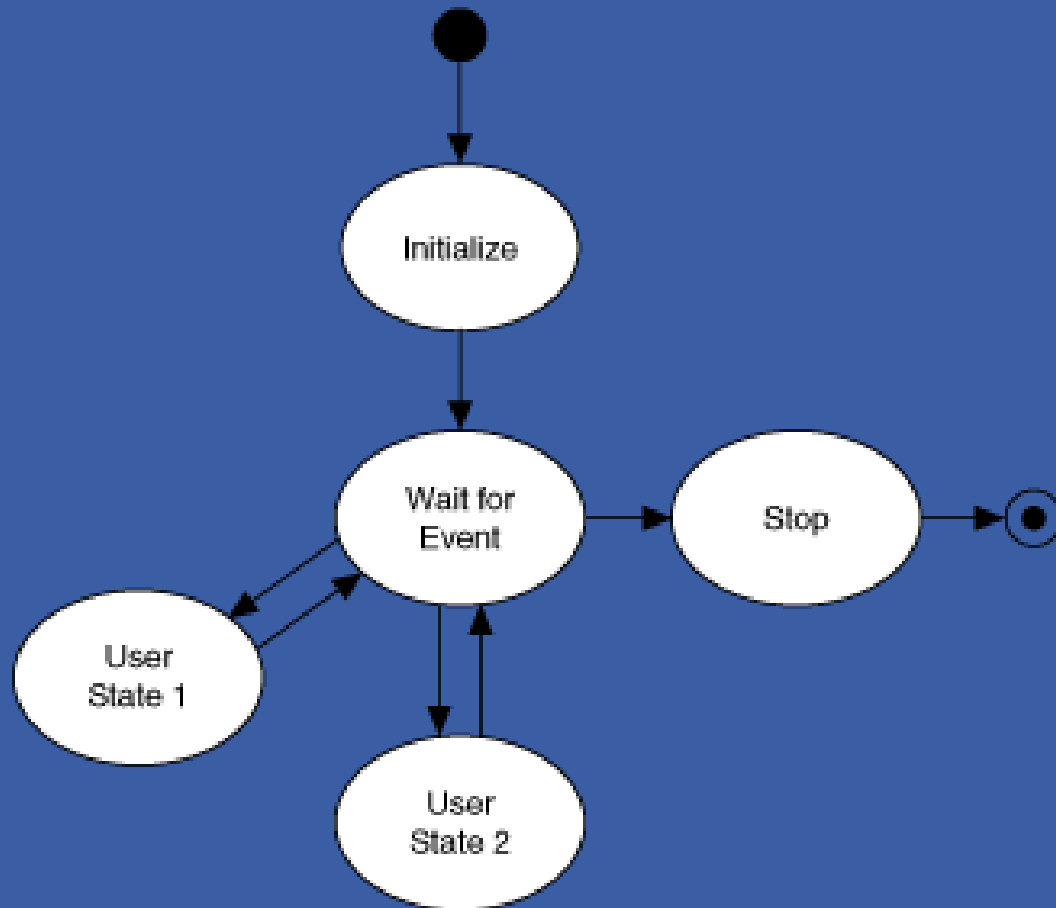 Initialize
Wait for
Event
Stop
User
State 1
User
State 2